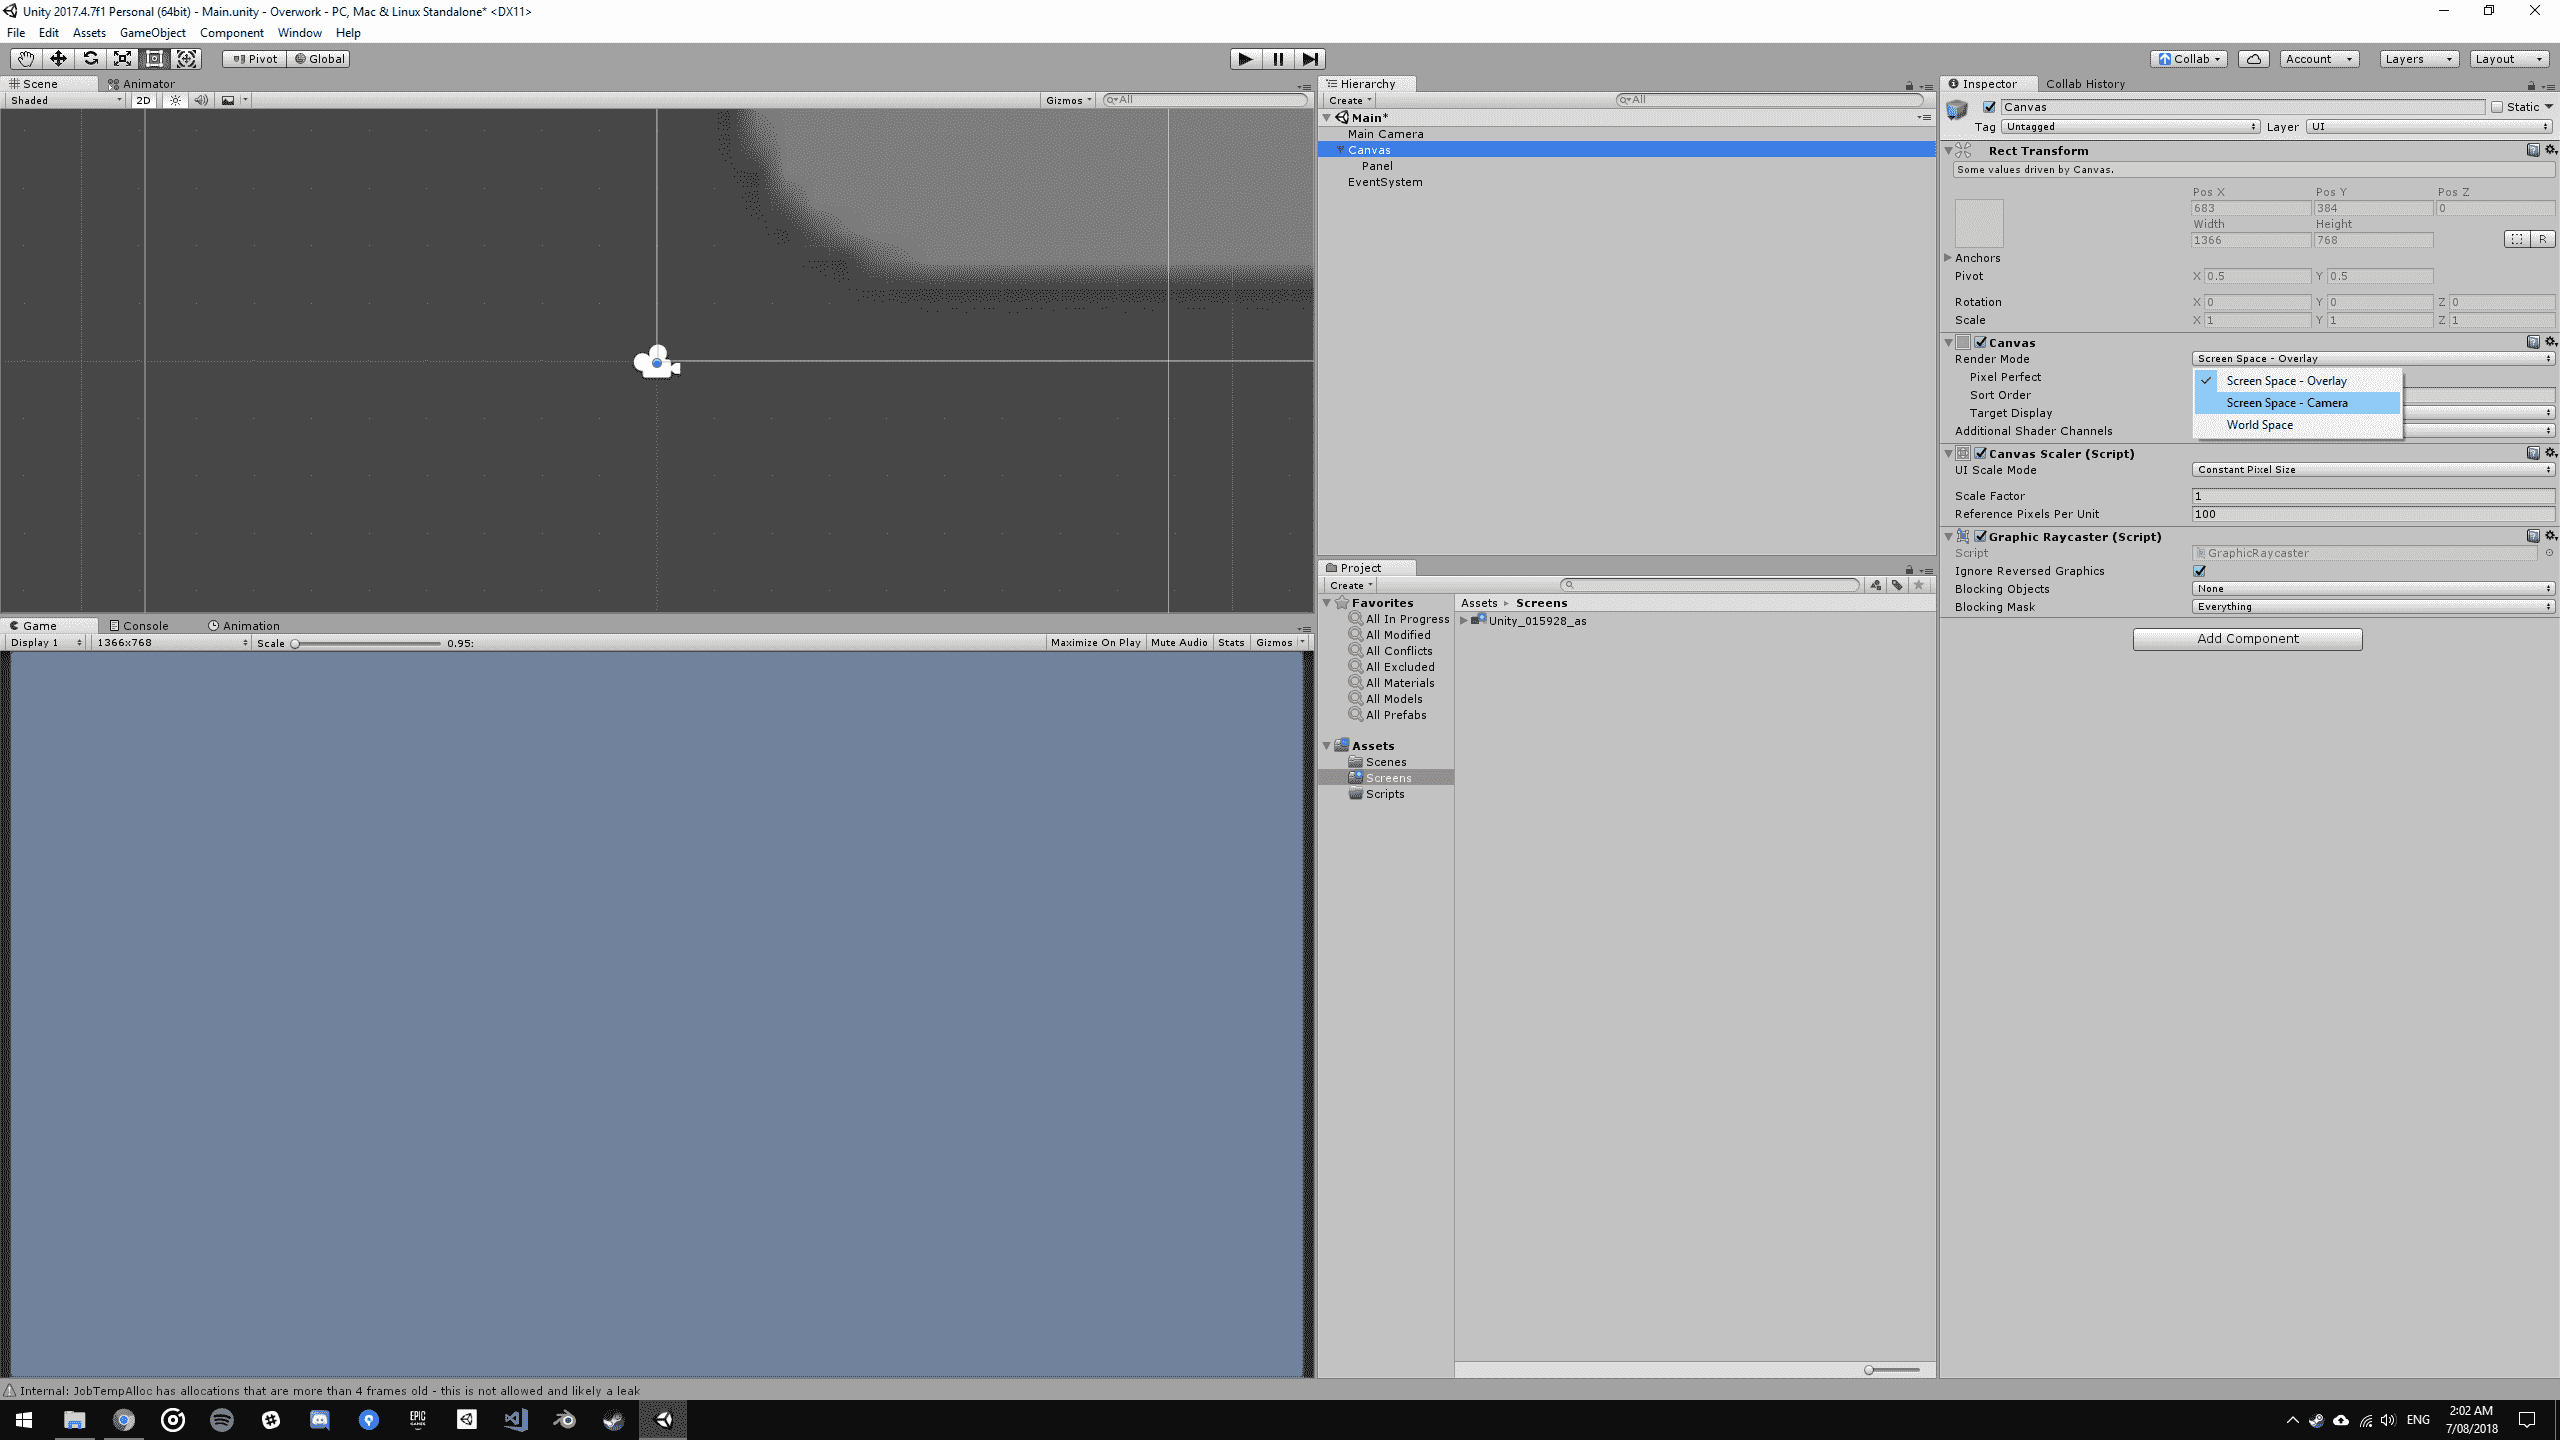 Unity 2017.4.7f1 Personal (64bit) - Main.unity - Overwork - PC, Mac & Linux Standalone* <DX11>
File Edit Assets GameObject Component Window Help
Pivot Global
Collab Account Layers Layout
Scene Animator
Shaded 2D Gizmos All
Hierarchy
Create All
Main*
Main Camera
Canvas
Panel
EventSystem
Inspector Collab History
Canvas Static
Tag Untagged Layer UI
Rect Transform
Some values driven by Canvas.
Pos X Pos Y Pos Z
683 384 0
Width Height
1366 768
R
Anchors
Pivot X 0.5 Y 0.5
Rotation X 0 Y 0 Z 0
Scale X 1 Y 1 Z 1
Canvas
Render Mode Screen Space - Overlay
Pixel Perfect
Sort Order
Target Display
Additional Shader Channels
Screen Space - Overlay
Screen Space - Camera
World Space
Canvas Scaler (Script)
UI Scale Mode Constant Pixel Size
Scale Factor 1
Reference Pixels Per Unit 100
Graphic Raycaster (Script)
Script GraphicRaycaster
Ignore Reversed Graphics
Blocking Objects None
Blocking Mask Everything
Add Component
Project
Create
Favorites
All In Progress
All Modified
All Conflicts
All Excluded
All Materials
All Models
All Prefabs
Assets
Scenes
Screens
Scripts
Assets Screens
Unity_015928_as
Game Console Animation
Display 1 1366x768 Scale 0.95: Maximize On Play Mute Audio Stats Gizmos
Internal: JobTempAlloc has allocations that are more than 4 frames old - this is not allowed and likely a leak
EPIC GAMES
ENG
2:02 AM
7/08/2018